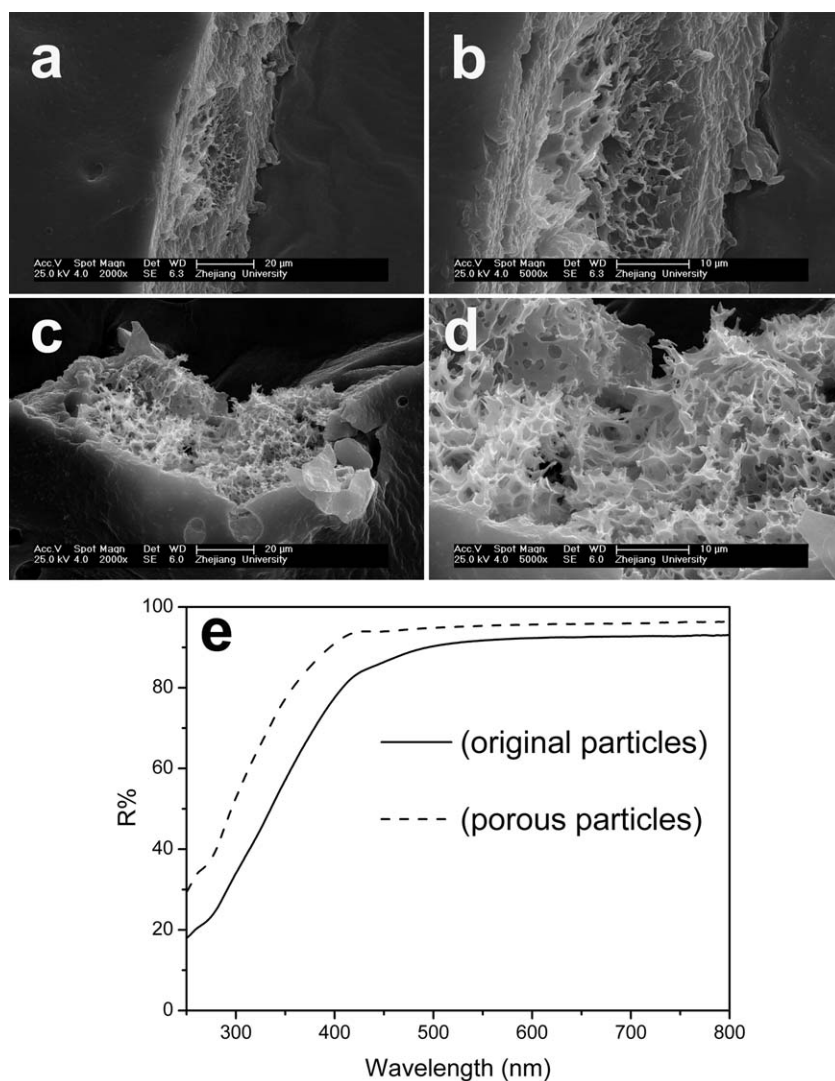 a
Acc.V Spot Magn Det WD 20 µm
25.0 kV 4.0 2000x SE 6.3 Zhejiang University
b
Acc.V Spot Magn Det WD 10 µm
25.0 kV 4.0 5000x SE 6.3 Zhejiang University
c
Acc.V Spot Magn Det WD 20 µm
25.0 kV 4.0 2000x SE 6.0 Zhejiang University
d
Acc.V Spot Magn Det WD 10 µm
25.0 kV 4.0 5000x SE 6.0 Zhejiang University
e
R%
100
80
60
40
20
0
(original particles)
(porous particles)
300 400 500 600 700 800
Wavelength (nm)